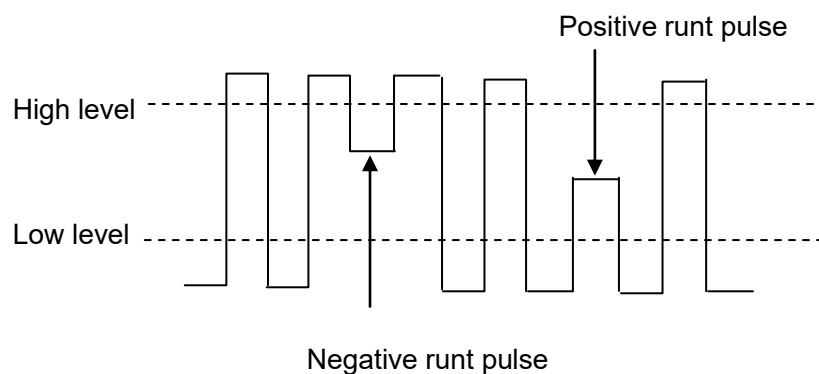 Positive runt pulse
High level
Low level
Negative runt pulse